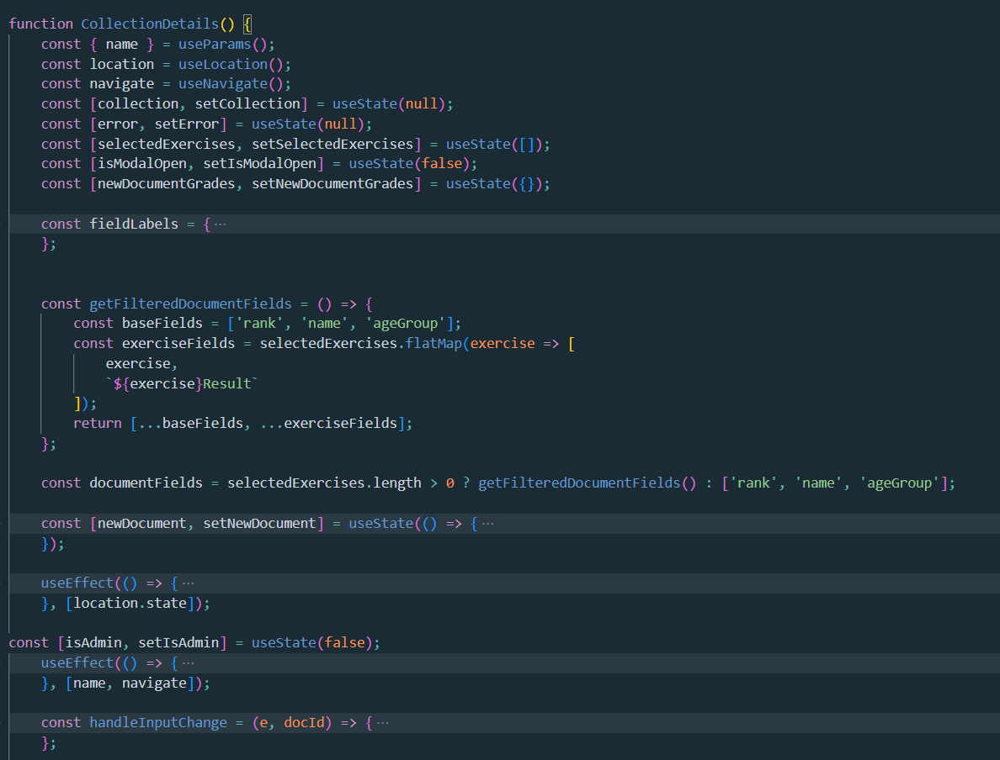 function CollectionDetails() {
    const { name } = useParams();
    const location = useLocation();
    const navigate = useNavigate();
    const [collection, setCollection] = useState(null);
    const [error, setError] = useState(null);
    const [selectedExercises, setSelectedExercises] = useState([]);
    const [isModalOpen, setIsModalOpen] = useState(false);
    const [newDocumentGrades, setNewDocumentGrades] = useState({});
    const fieldLabels = { ···
    };
    const getFilteredDocumentFields = () => {
        const baseFields = ['rank', 'name', 'ageGroup'];
        const exerciseFields = selectedExercises.flatMap(exercise => [
            exercise,
            `${exercise}Result`
        ]);
        return [...baseFields, ...exerciseFields];
    };
    const documentFields = selectedExercises.length > 0 ? getFilteredDocumentFields() : ['rank', 'name', 'ageGroup'];
    const [newDocument, setNewDocument] = useState(() => { ···
    });
    useEffect(() => { ···
    }, [location.state]);
const [isAdmin, setIsAdmin] = useState(false);
    useEffect(() => { ···
    }, [name, navigate]);
    const handleInputChange = (e, docId) => { ···
    };